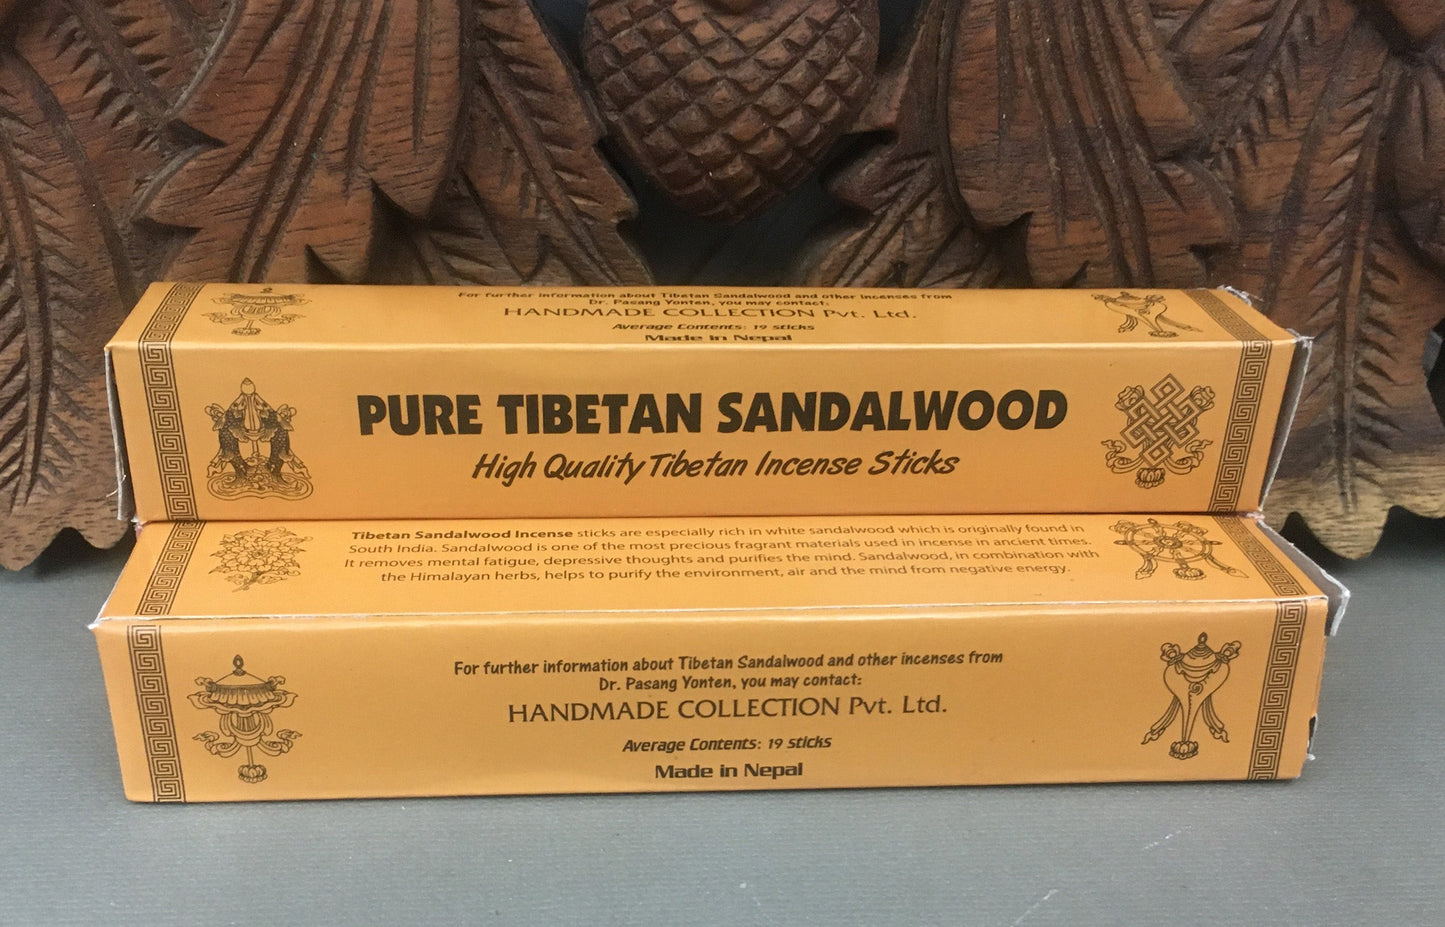 For further information about Tibetan Sandalwood and other incenses from
Dr. Pasang Yonten, you may contact:
HANDMADE COLLECTION Pvt. Ltd.
Average Contents: 19 sticks
Made in Nepal
PURE TIBETAN SANDALWOOD
High Quality Tibetan Incense Sticks
Tibetan Sandalwood Incense sticks are especially rich in white sandalwood which is originally found in
South India. Sandalwood is one of the most precious fragrant materials used in incense in ancient times.
It removes mental fatigue, depressive thoughts and purifies the mind. Sandalwood, in combination with
the Himalayan herbs, helps to purify the environment, air and the mind from negative energy.
For further information about Tibetan Sandalwood and other incenses from
Dr. Pasang Yonten, you may contact:
HANDMADE COLLECTION Pvt. Ltd.
Average Contents: 19 sticks
Made in Nepal